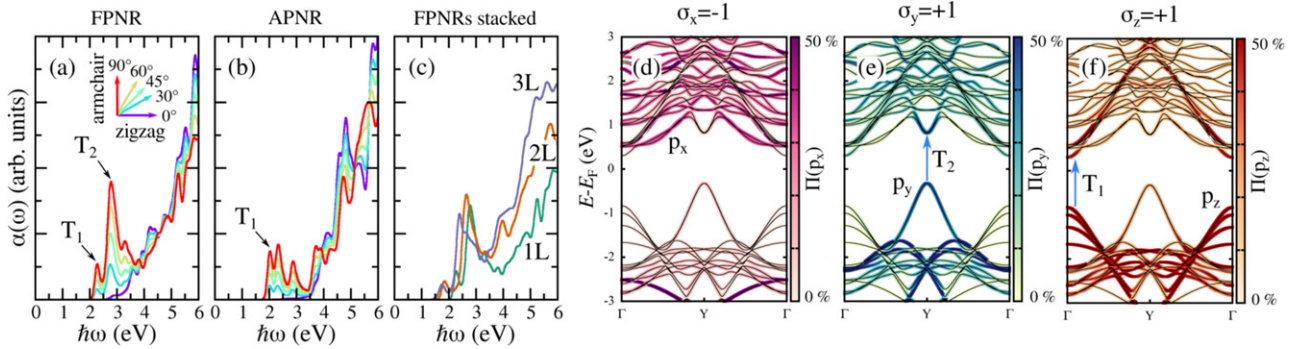 FPNR
APNR
FPNRs stacked
σx=-1
σy=+1
σz=+1
(a)
90°
60°
45°
30°
0°
armchair
zigzag
T2
T1
(b)
T1
(c)
3L
2L
1L
α(ω) (arb. units)
0 1 2 3 4 5 6
0 1 2 3 4 5 6
0 1 2 3 4 5 6
ħω (eV)
ħω (eV)
ħω (eV)
E-EF (eV)
3
2
1
0
-1
-2
-3
(d)
px
Γ Y Γ
50 %
Π(px)
0 %
(e)
T2
py
Γ Y Γ
50 %
Π(py)
0 %
(f)
T1
pz
Γ Y Γ
50 %
Π(pz)
0 %